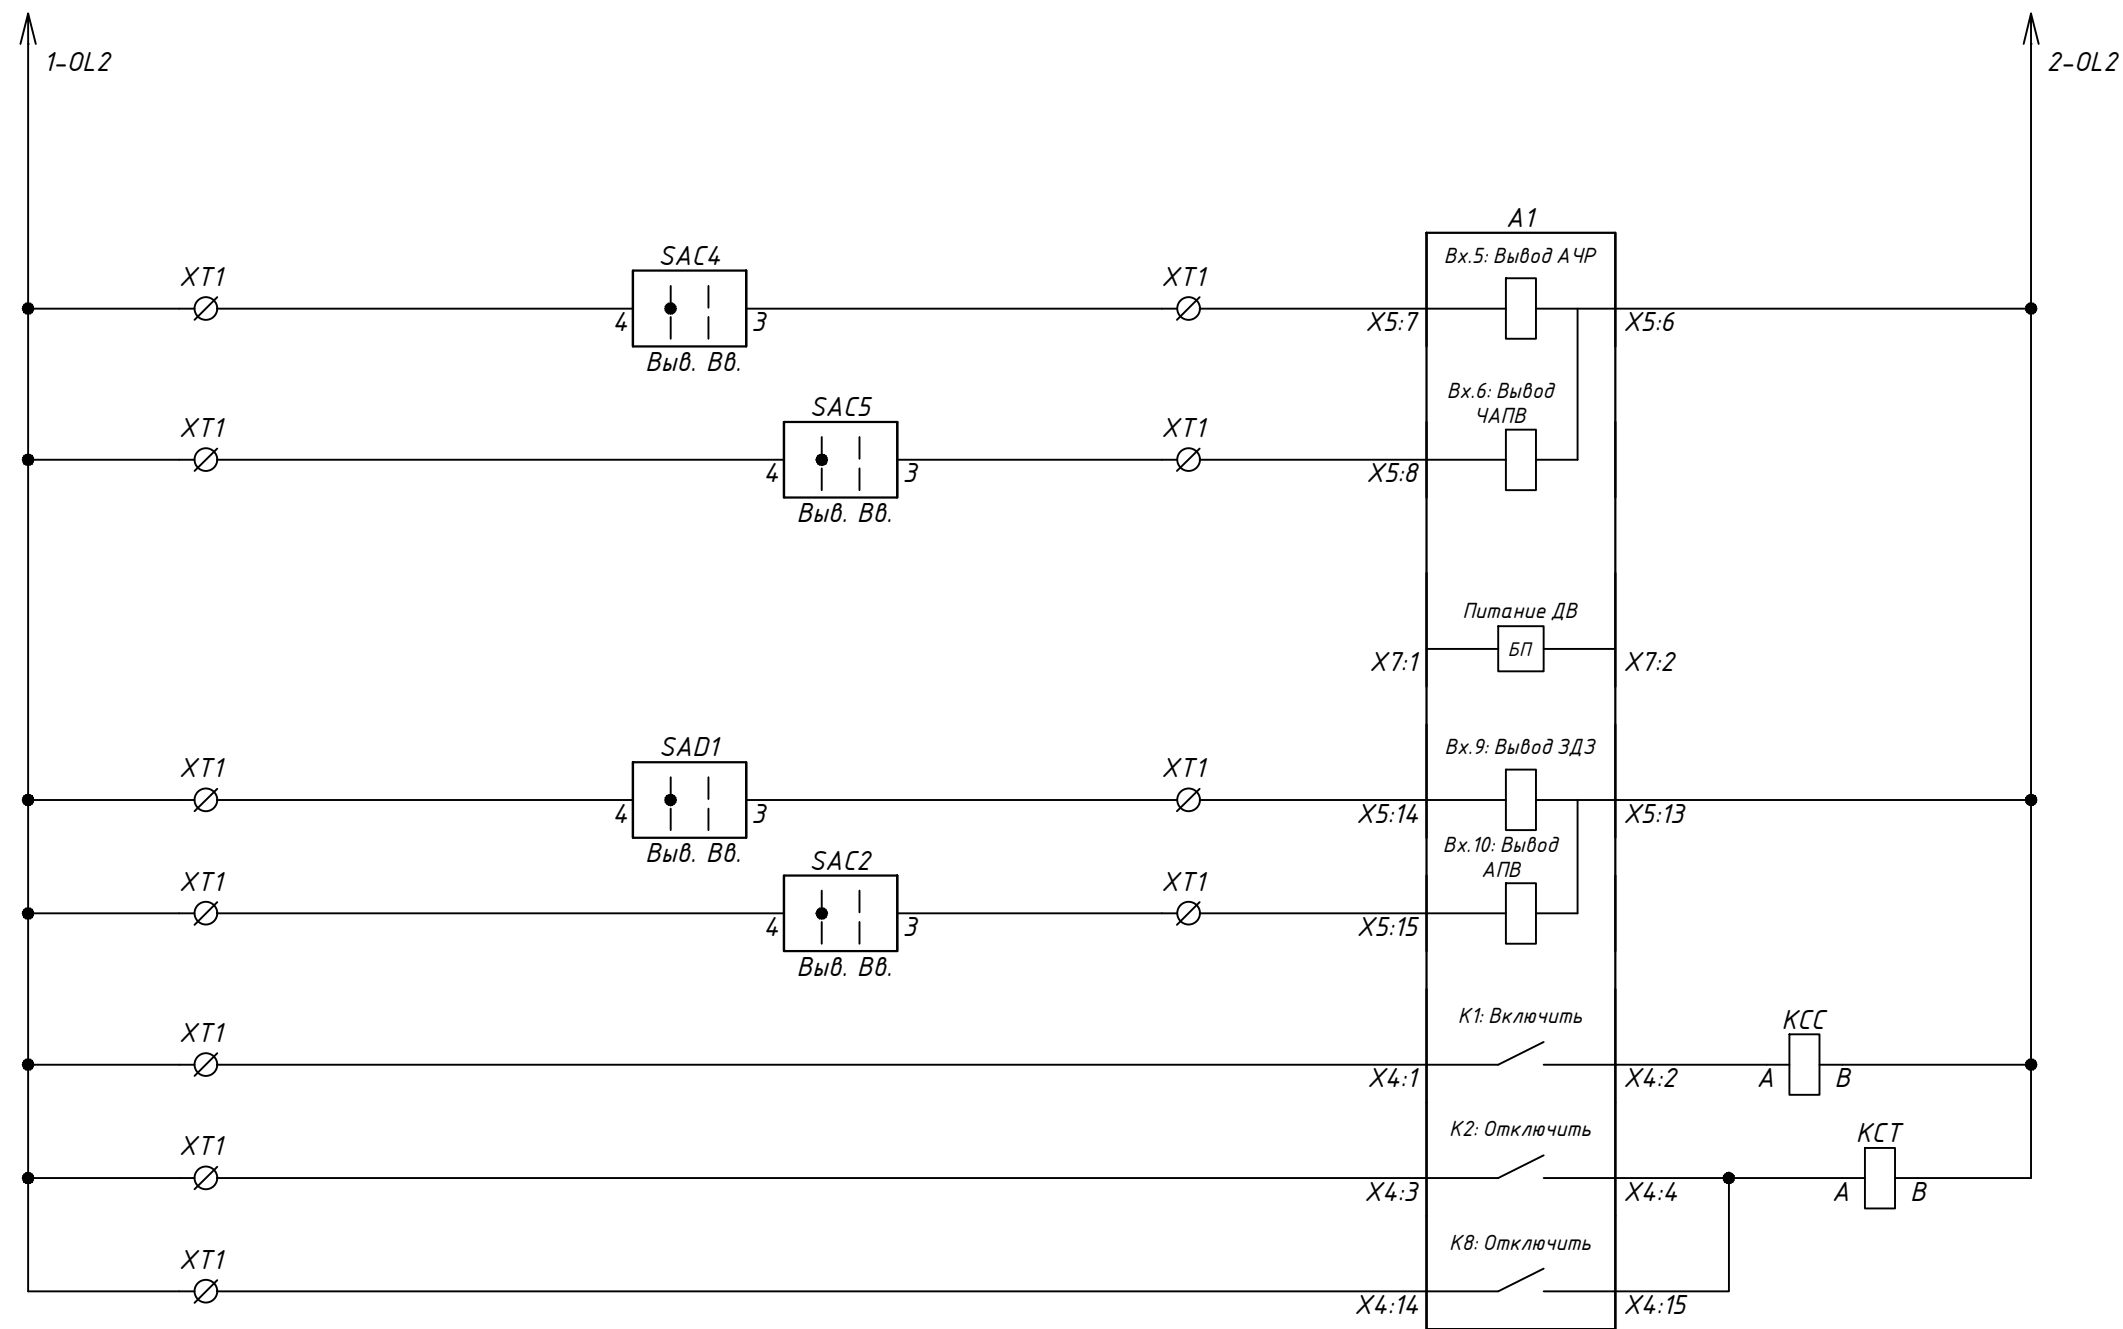 1-0L2
2-0L2
A1
SAC4
Вх.5: Вывод АЧР
XT1
XT1
4
3
X5:7
X5:6
Выв. Вв.
Вх.6: Вывод
ЧАПВ
SAC5
XT1
XT1
4
3
X5:8
Выв. Вв.
Питание ДВ
БП
X7:1
X7:2
SAD1
Вх.9: Вывод ЗДЗ
XT1
XT1
4
3
X5:14
X5:13
Выв. Вв.
Вх.10: Вывод
АПВ
SAC2
XT1
XT1
4
3
X5:15
Выв. Вв.
K1: Включить
KCC
XT1
X4:1
X4:2
A
B
K2: Отключить
KCT
XT1
X4:3
X4:4
A
B
K8: Отключить
XT1
X4:14
X4:15